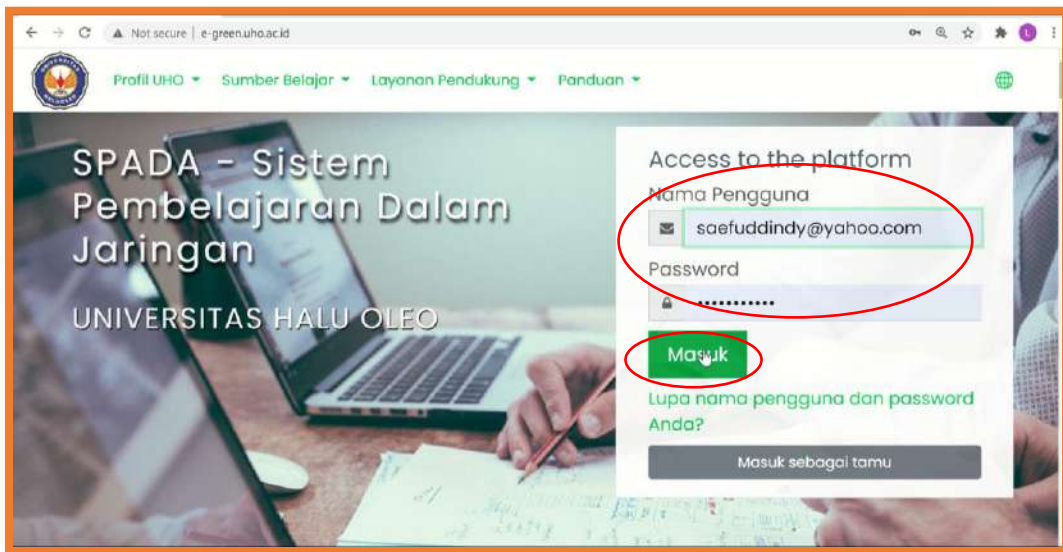 Not secure | e-green.uho.ac.id
Profil UHO Sumber Belajar Layanan Pendukung Panduan
SPADA - Sistem
Pembelajaran Dalam
Jaringan
UNIVERSITAS HALU OLEO
Access to the platform
Nama Pengguna
saefuddindy@yahoo.com
Password
•••••••••••
Masuk
Lupa nama pengguna dan password
Anda?
Masuk sebagai tamu